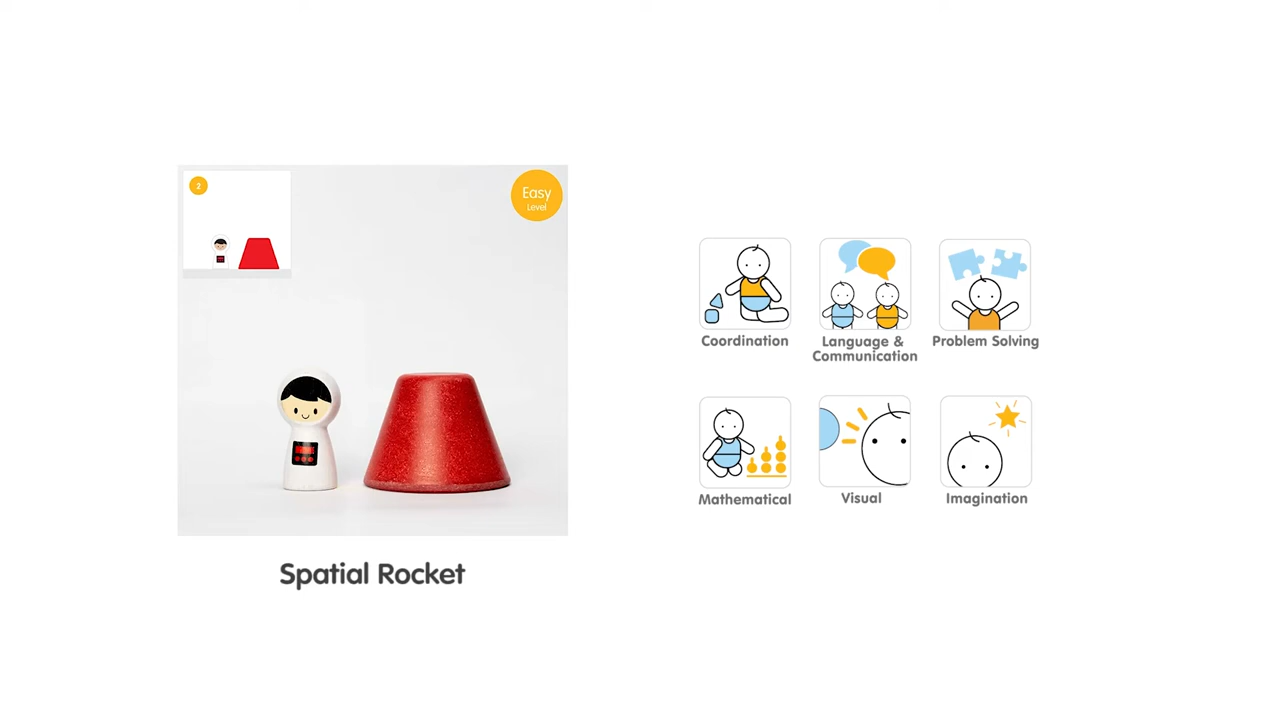 2
Easy
Level
Spatial Rocket
Coordination
Language &
Communication
Problem Solving
Mathematical
Visual
Imagination